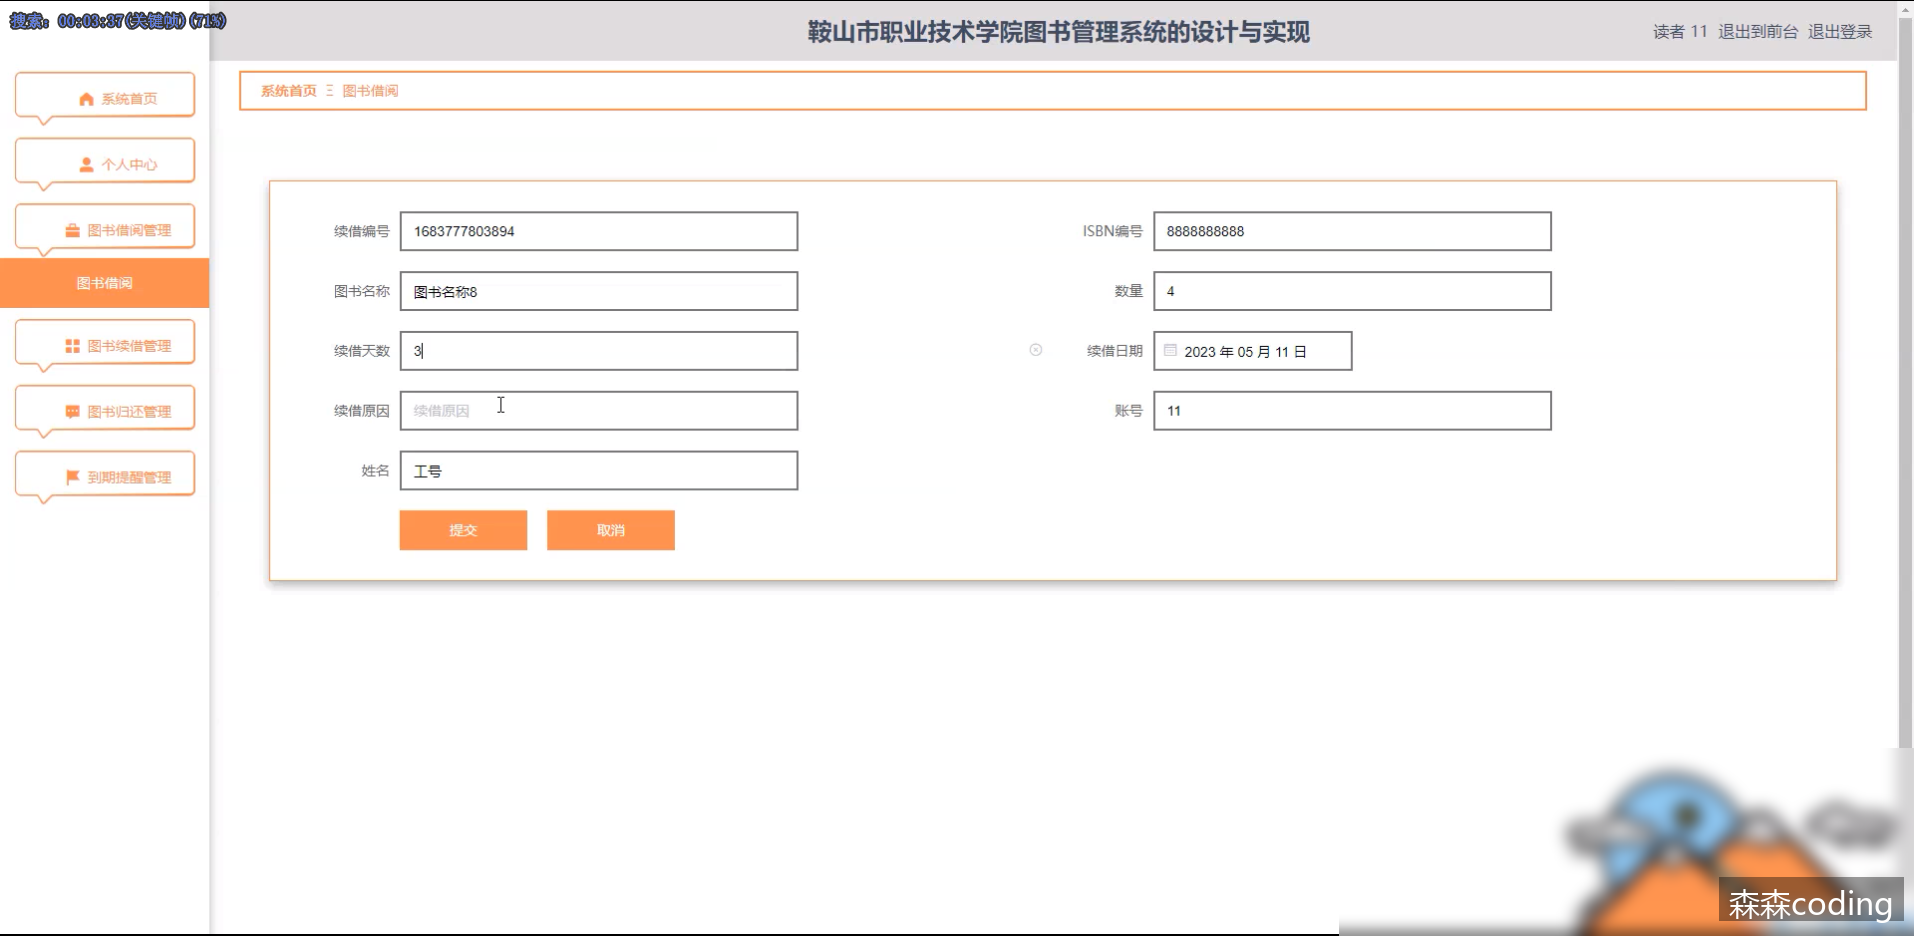 搜索: 00:03:37(关键帧)(71%)
鞍山市职业技术学院图书管理系统的设计与实现
读者 11 退出到前台 退出登录
系统首页
个人中心
图书借阅管理
图书借阅
图书续借管理
图书归还管理
到期提醒管理
系统首页 Ξ 图书借阅
续借编号 1683777803894
ISBN编号 8888888888
图书名称 图书名称8
数量 4
续借天数 3
续借日期 2023 年 05 月 11 日
续借原因 续借原因
账号 11
姓名 工号
提交 取消
森森coding